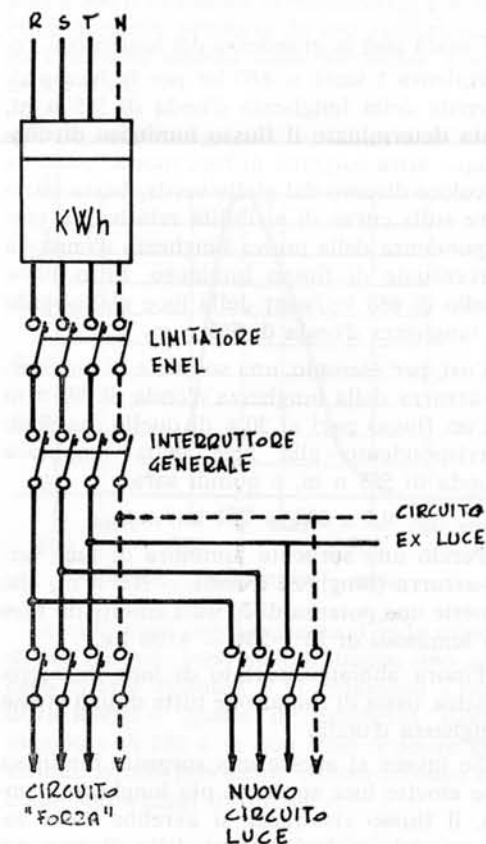 R S T N
KWh
LIMITATORE
ENEL
INTERRUTTORE
GENERALE
CIRCUITO
EX LUCE
CIRCUITO
"FORZA"
NUOVO
CIRCUITO
LUCE